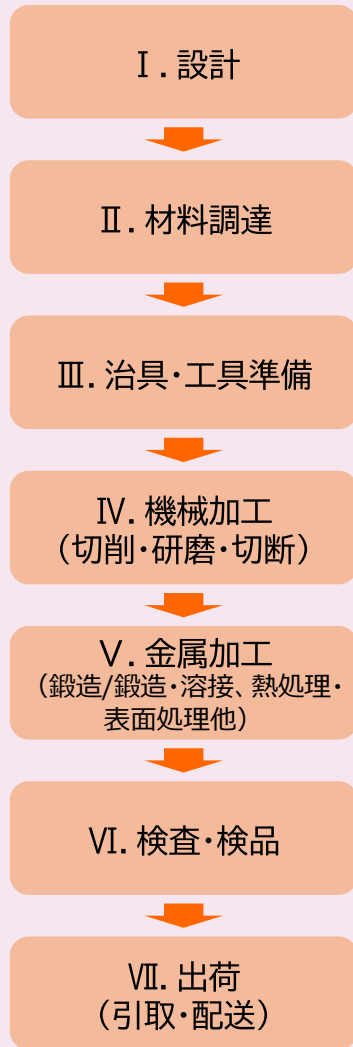 Ⅰ.設計
Ⅱ.材料調達
Ⅲ.治具・工具準備
Ⅳ.機械加工
（切削・研磨・切断）
Ⅴ.金属加工
（鍛造/鍛造・溶接、熱処理・
表面処理他）
Ⅵ.検査・検品
Ⅶ.出荷
（引取・配送）